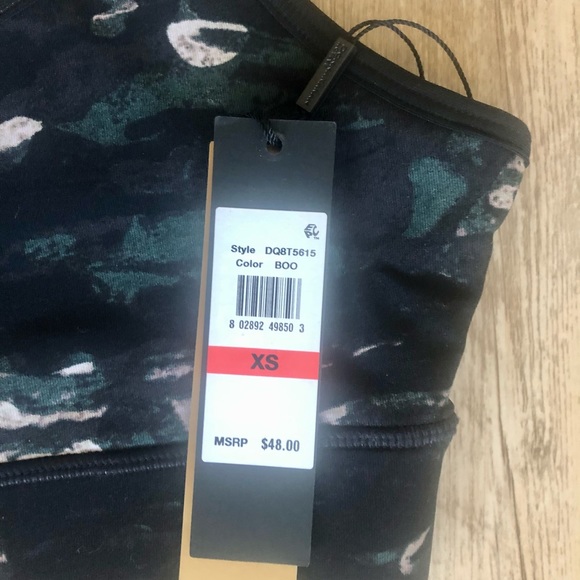 Style DQ8T5615
Color BOO
8 02892 49850 3
XS
MSRP $48.00